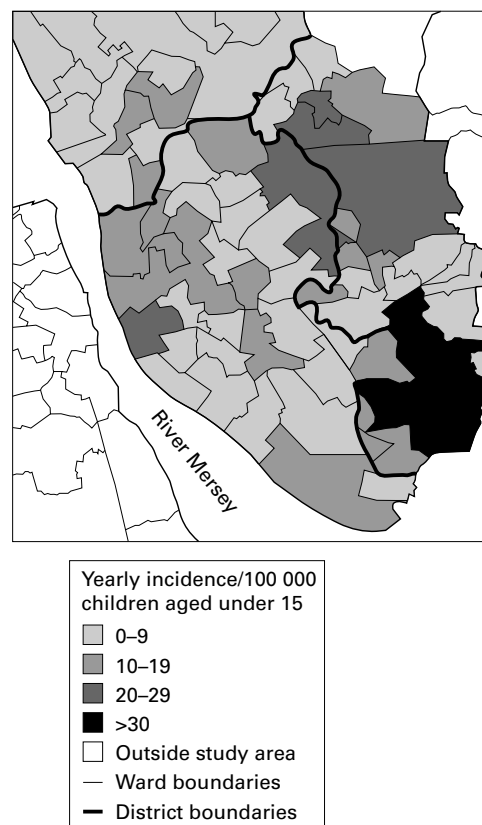 River Mersey
Yearly incidence/100 000
children aged under 15
0–9
10–19
20–29
>30
Outside study area
Ward boundaries
District boundaries